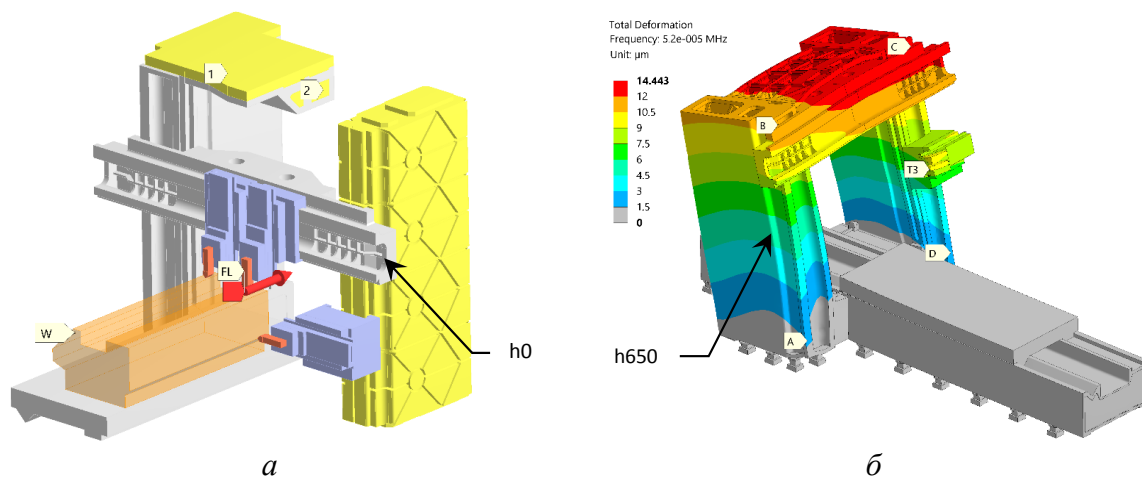 1
2
FL
W
h0
а
Total Deformation
Frequency: 5.2e-005 MHz
Unit: µm
14.443
12
10.5
9
7.5
6
4.5
3
1.5
0
C
B
T3
D
A
h650
б